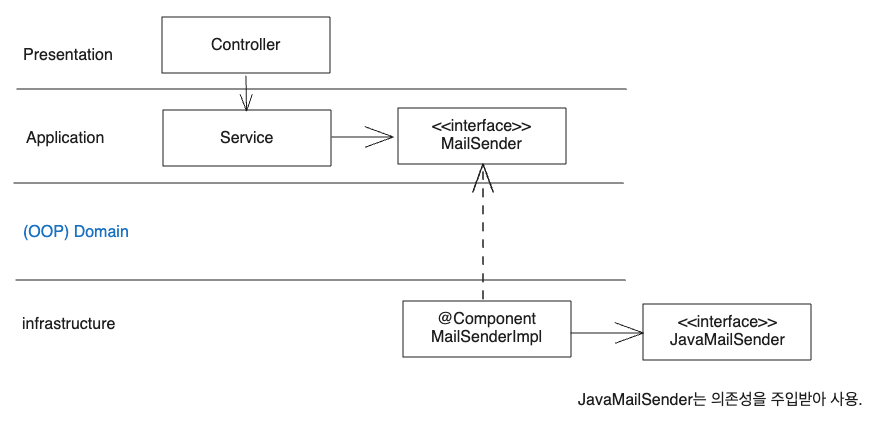 Presentation
Controller
Application
Service
<<interface>>
MailSender
(OOP) Domain
infrastructure
@Component
MailSenderImpl
<<interface>>
JavaMailSender
JavaMailSender는 의존성을 주입받아 사용.